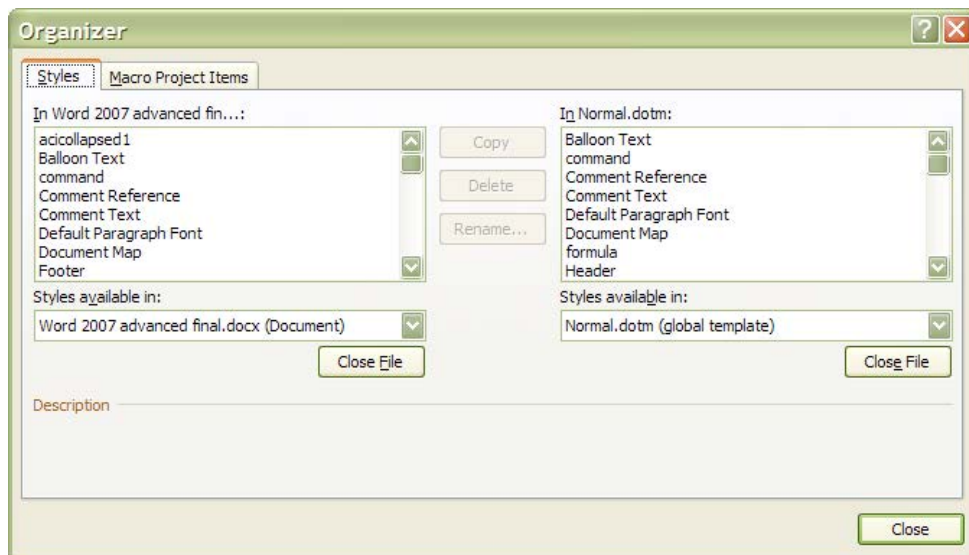 Organizer
Styles
Macro Project Items
In Word 2007 advanced fin...:
acicollapsed1
Balloon Text
command
Comment Reference
Comment Text
Default Paragraph Font
Document Map
Footer
Styles available in:
Word 2007 advanced final.docx (Document)
Close File
Copy
Delete
Rename...
In Normal.dotm:
Balloon Text
command
Comment Reference
Comment Text
Default Paragraph Font
Document Map
formula
Header
Styles available in:
Normal.dotm (global template)
Close File
Description
Close